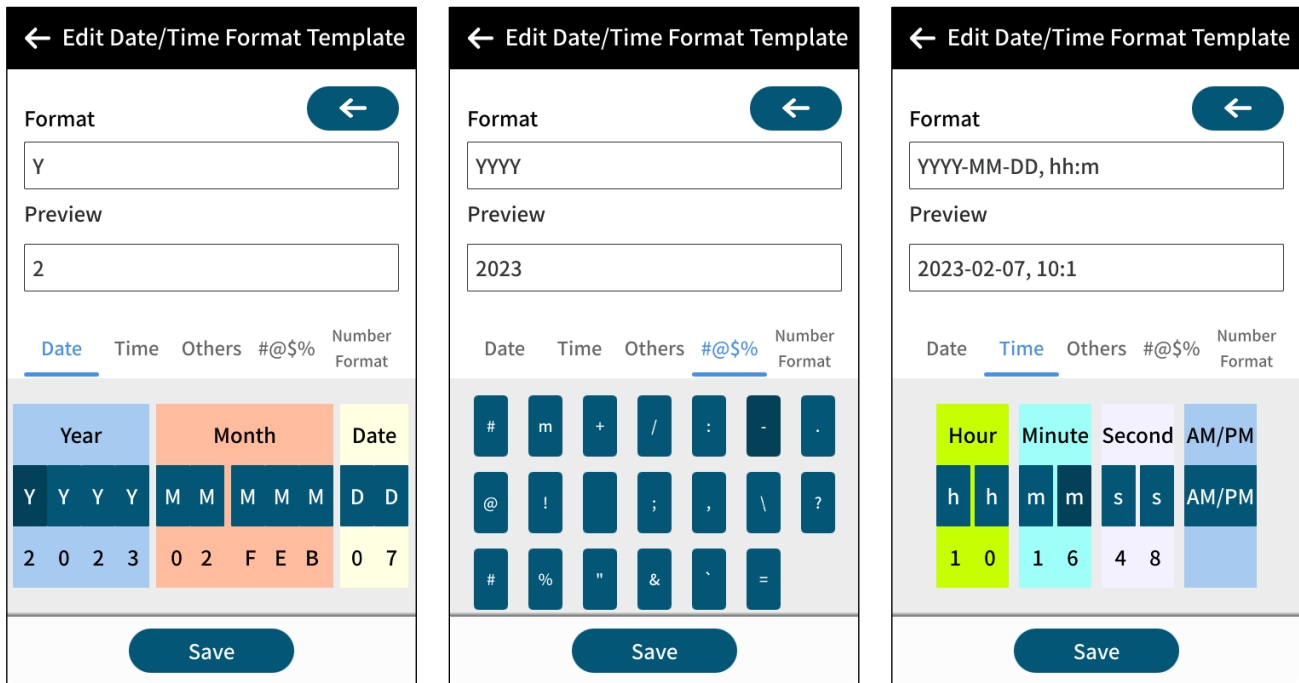 ← Edit Date/Time Format Template
Format
←
Y
Preview
2
Date Time Others #@$% Number Format
Year Month Date
Y Y Y Y M M M M M D D
2 0 2 3 0 2 F E B 0 7
Save
← Edit Date/Time Format Template
Format
←
YYYY
Preview
2023
Date Time Others #@$% Number Format
# m + / : - .
@ ! ; , \ ?
# % " & ` =
Save
← Edit Date/Time Format Template
Format
←
YYYY-MM-DD, hh:m
Preview
2023-02-07, 10:1
Date Time Others #@$% Number Format
Hour Minute Second AM/PM
h h m m s s AM/PM
1 0 1 6 4 8
Save